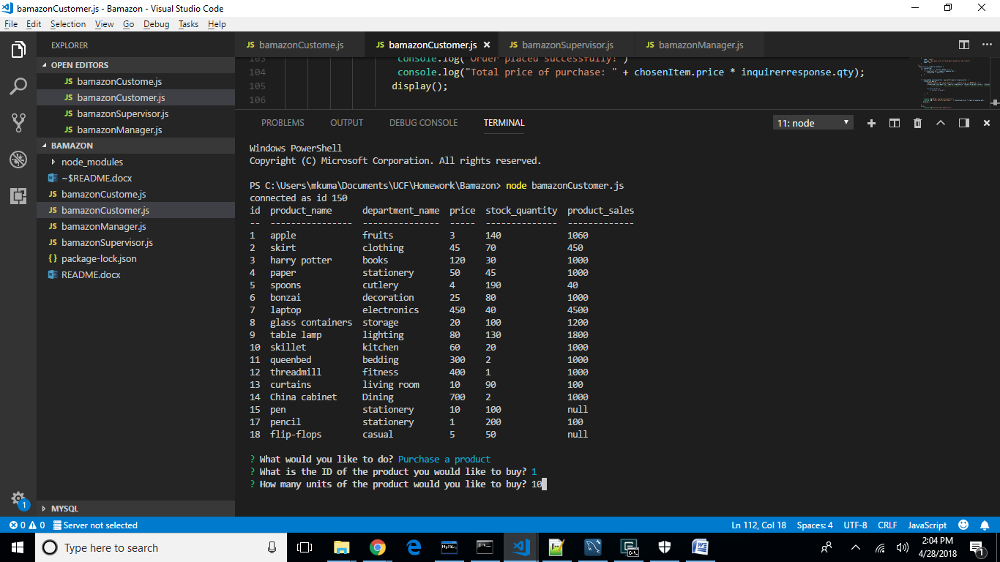 bamazonCustomer.js - Bamazon - Visual Studio Code
File Edit Selection View Go Debug Tasks Help
EXPLORER
OPEN EDITORS
JS bamazonCustome.js
JS bamazonCustomer.js
JS bamazonSupervisor.js
JS bamazonManager.js
BAMAZON
node_modules
~$README.docx
JS bamazonCustome.js
JS bamazonCustomer.js
JS bamazonManager.js
JS bamazonSupervisor.js
{} package-lock.json
README.docx
MYSQL
JS bamazonCustome.js JS bamazonCustomer.js JS bamazonSupervisor.js JS bamazonManager.js
103 console.log("Order placed successfully!")
104 console.log("Total price of purchase: " + chosenItem.price * inquirerresponse.qty);
105 display();
106
PROBLEMS OUTPUT DEBUG CONSOLE TERMINAL 11: node
Windows PowerShell
Copyright (C) Microsoft Corporation. All rights reserved.
PS C:\Users\mkuma\Documents\UCF\Homework\Bamazon> node bamazonCustomer.js
connected as id 150
id product_name department_name price stock_quantity product_sales
-- ---------------- --------------- ----- -------------- -------------
1 apple fruits 3 140 1060
2 skirt clothing 45 70 450
3 harry potter books 120 30 1000
4 paper stationery 50 45 1000
5 spoons cutlery 4 190 40
6 bonzai decoration 25 80 1000
7 laptop electronics 450 40 4500
8 glass containers storage 20 100 1200
9 table lamp lighting 80 130 1800
10 skillet kitchen 60 20 1000
11 queenbed bedding 300 2 1000
12 threadmill fitness 400 1 1000
13 curtains living room 10 90 100
14 China cabinet Dining 700 2 1000
15 pen stationery 10 100 null
17 pencil stationery 1 200 100
18 flip-flops casual 5 50 null
? What would you like to do? Purchase a product
? What is the ID of the product you would like to buy? 1
? How many units of the product would you like to buy? 10
1
0 0 Server not selected Ln 112, Col 18 Spaces: 4 UTF-8 CRLF JavaScript
Type here to search
2:04 PM
4/28/2018
1